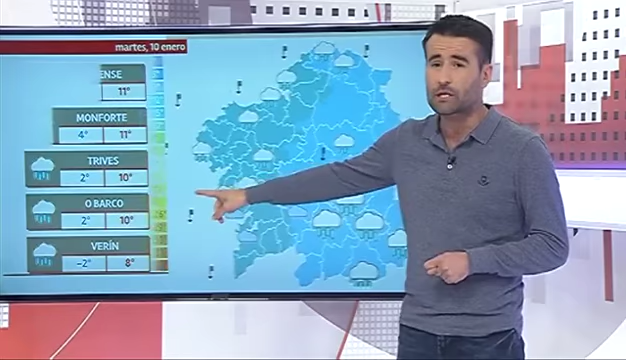 martes, 10 enero
ENSE
11°
MONFORTE
4° 11°
TRIVES
2° 10°
O BARCO
2° 10°
VERÍN
-2° 8°